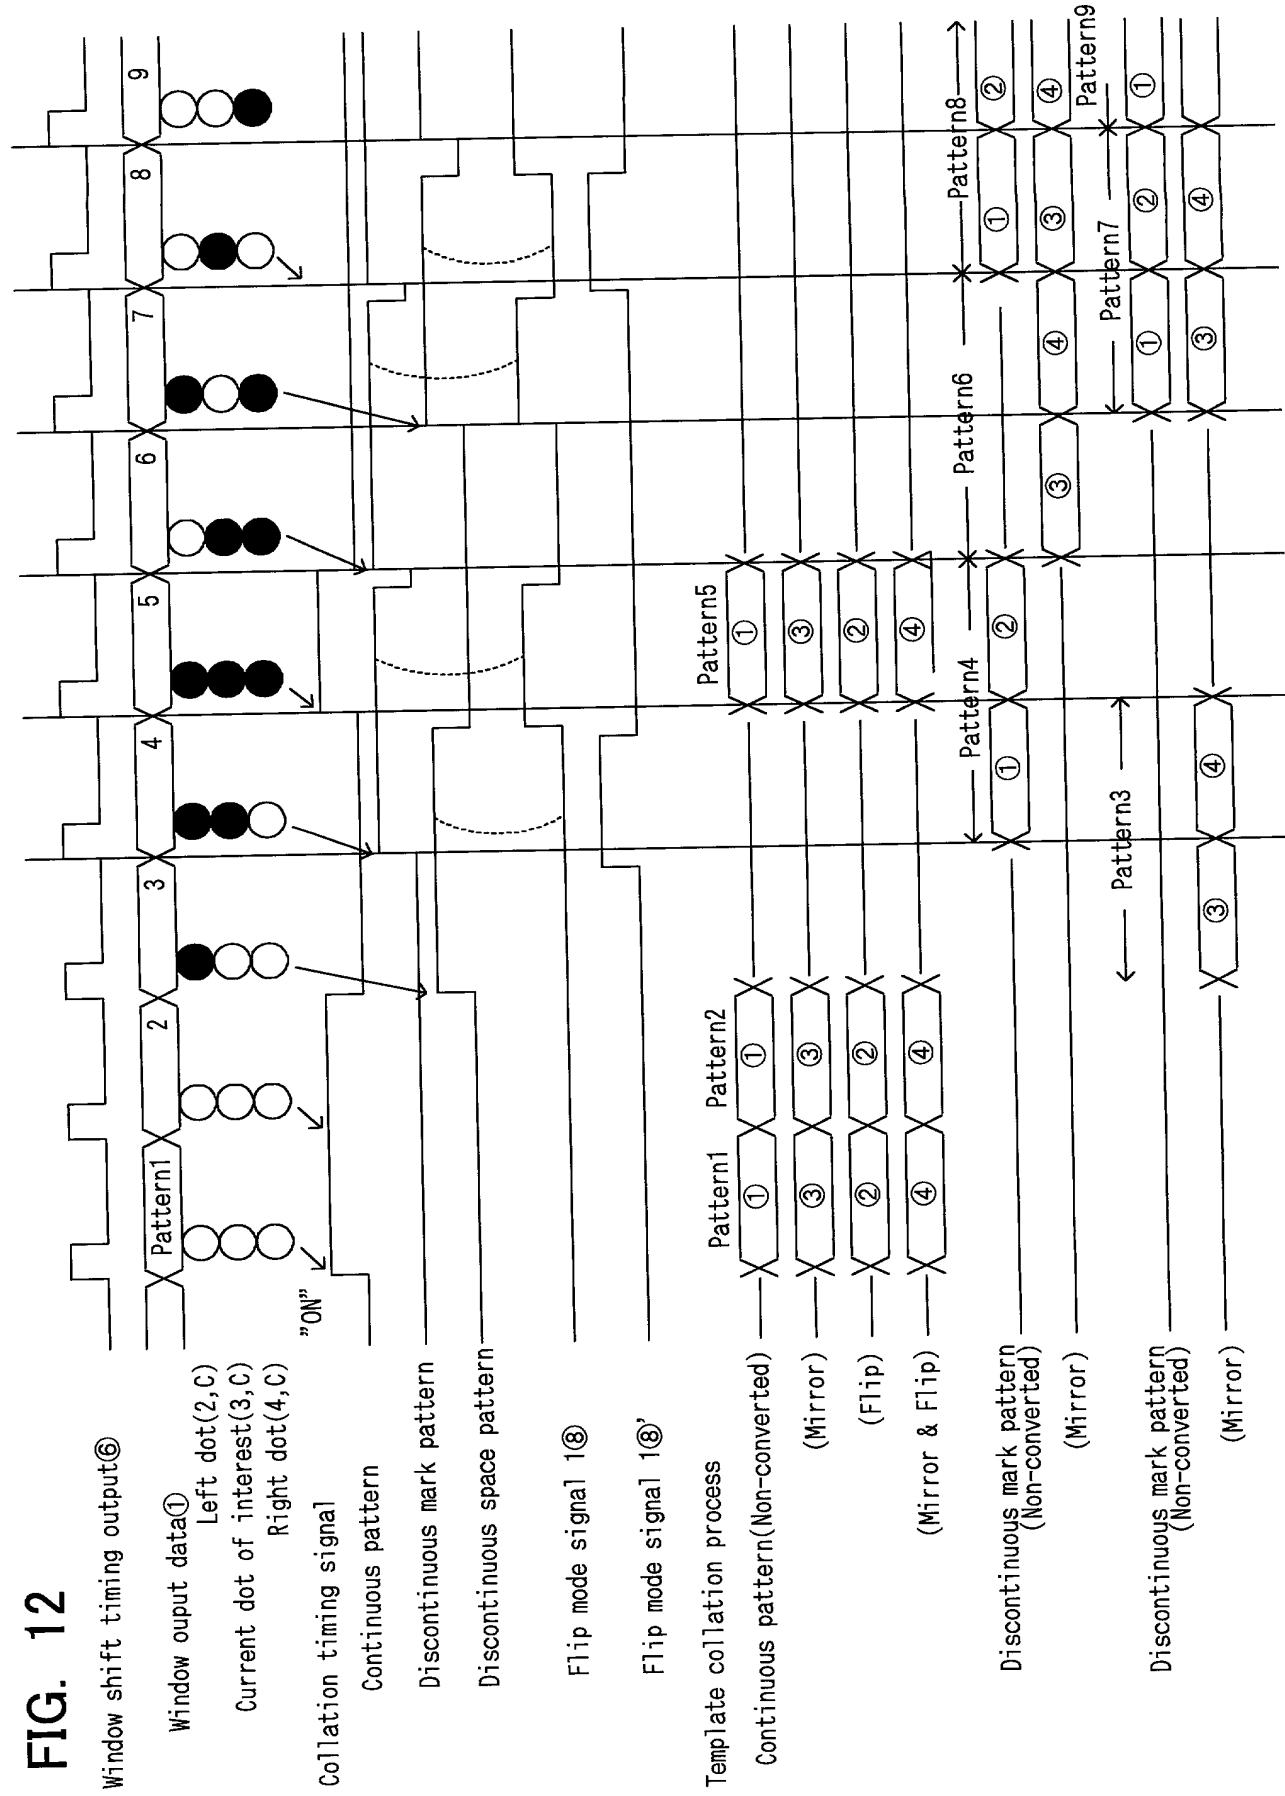 FIG. 12
Window shift timing output⑥
Window ouput data①
Pattern1 2 3 4 5 6 7 8 9
Left dot(2,C)
Current dot of interest(3,C)
Right dot(4,C)
Collation timing signal
"ON"
Continuous pattern
Discontinuous mark pattern
Discontinuous space pattern
Flip mode signal 1⑧
Flip mode signal 1⑧'
Template collation process
Pattern1 Pattern2 Pattern5
Continuous pattern(Non-converted) ① ① ①
(Mirror) ③ ③ ③
(Flip) ② ② ②
(Mirror & Flip) ④ ④ ④
Pattern4 Pattern6 Pattern8
Discontinuous mark pattern
(Non-converted) ① ② ① ②
(Mirror) ③ ④ ③ ④
Pattern3 Pattern7 Pattern9
Discontinuous mark pattern
(Non-converted) ① ② ①
(Mirror) ③ ④ ③ ④